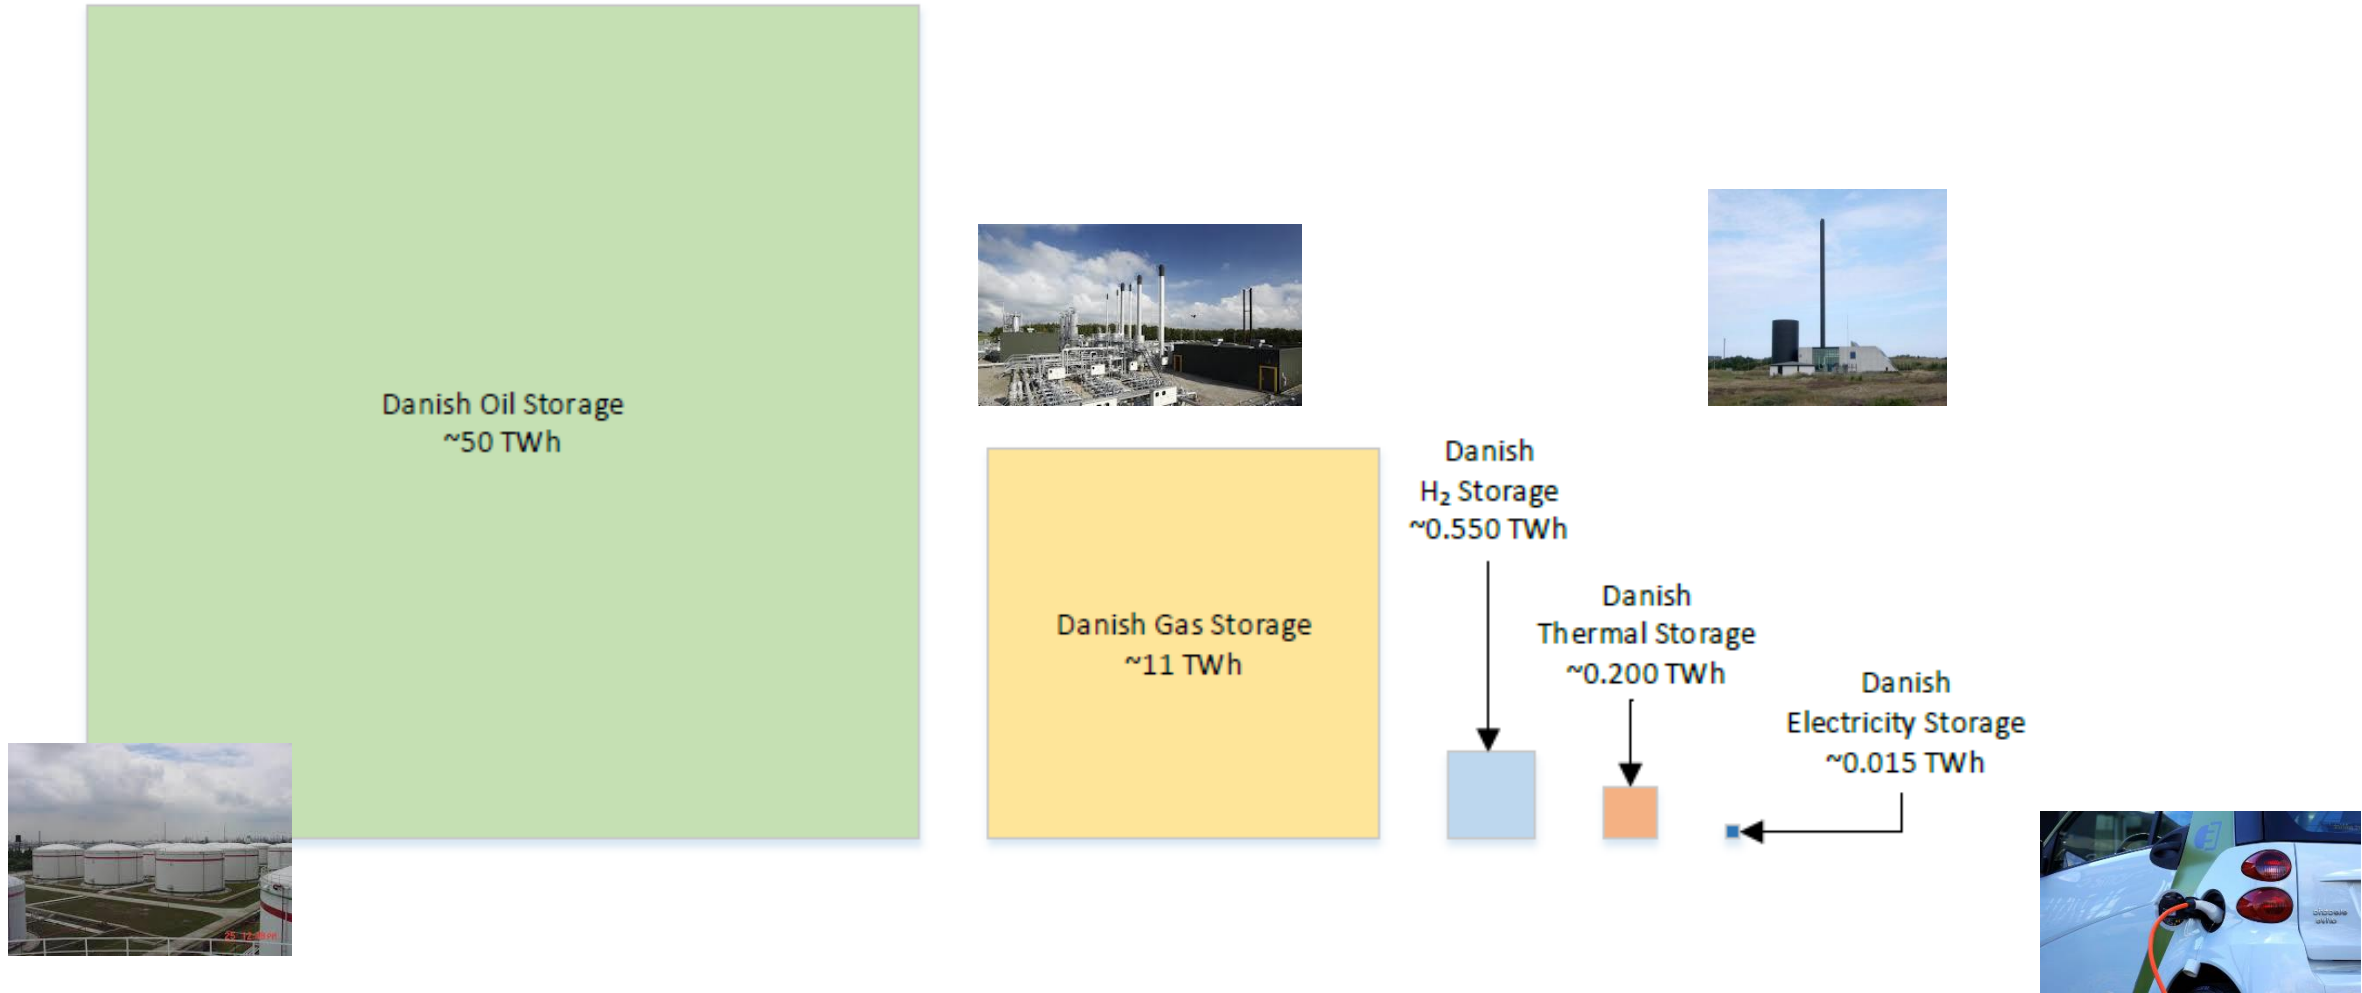 Danish Oil Storage
~50 TWh
Danish Gas Storage
~11 TWh
Danish
H₂ Storage
~0.550 TWh
Danish
Thermal Storage
~0.200 TWh
Danish
Electricity Storage
~0.015 TWh